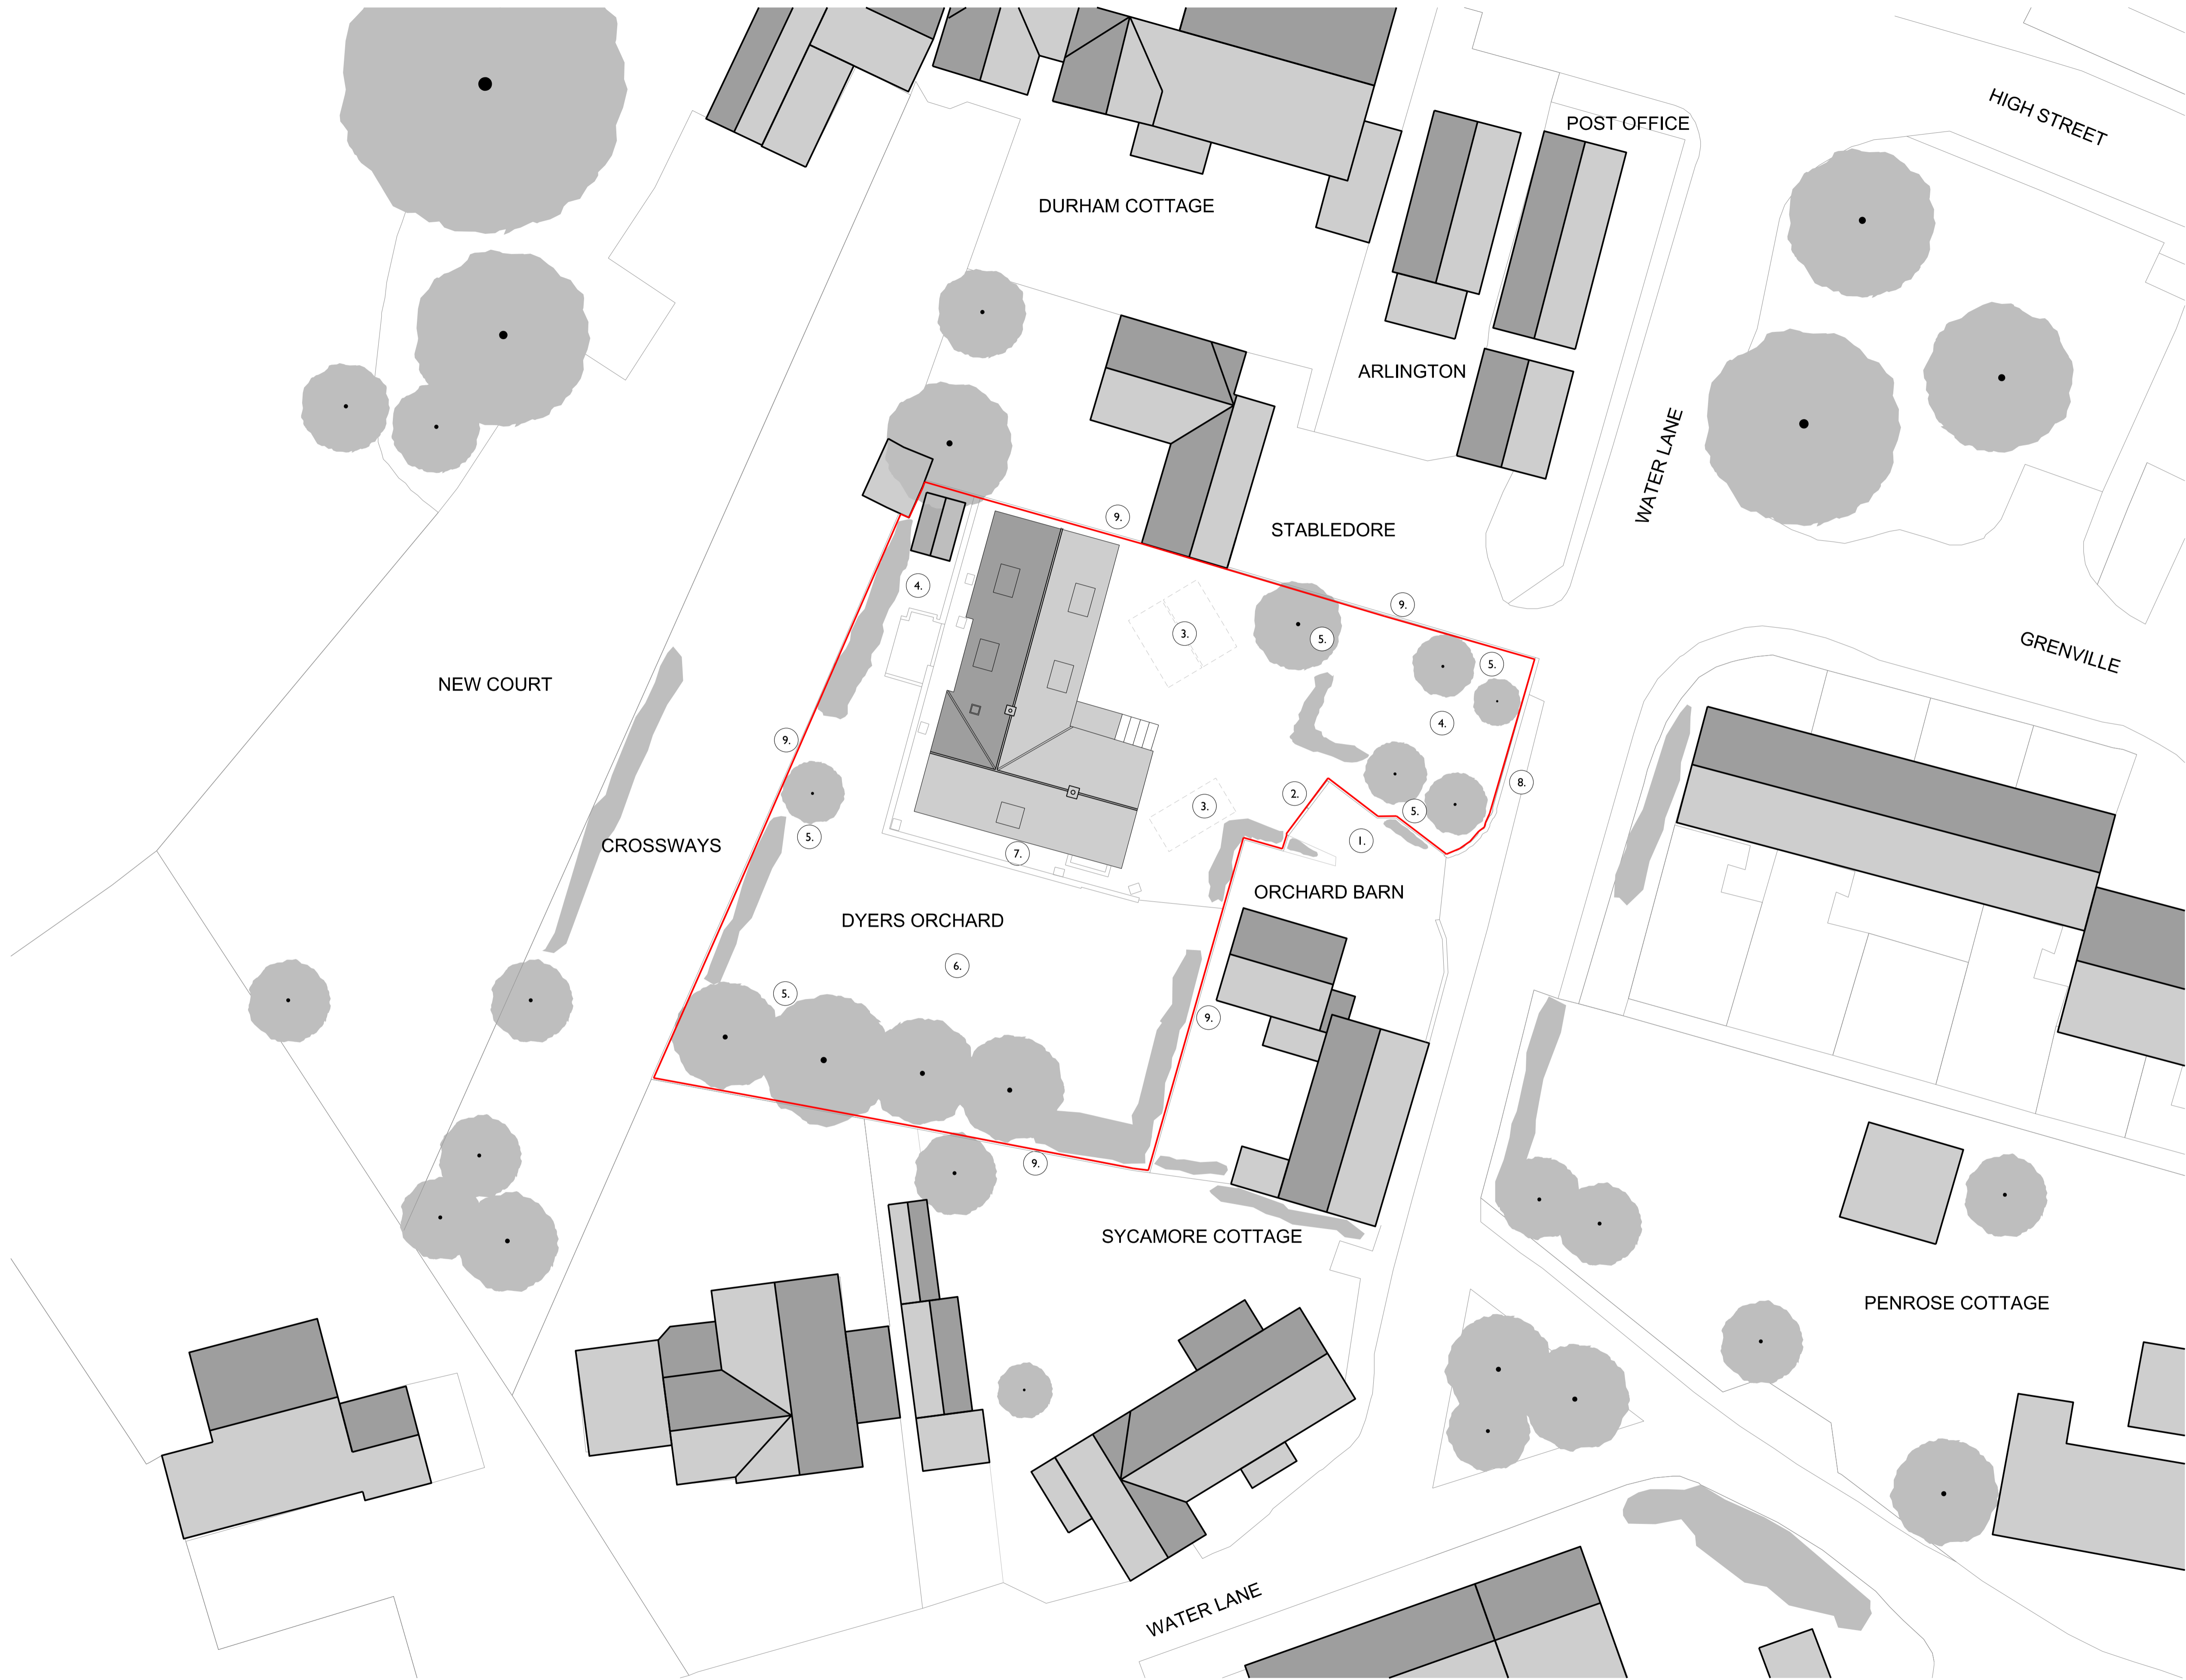 HIGH STREET
POST OFFICE
DURHAM COTTAGE
ARLINGTON
WATER LANE
9.
STABLEDORE
4.
9.
3.
5.
5.
GRENVILLE
NEW COURT
4.
9.
8.
2.
3.
5.
5.
1.
CROSSWAYS
7.
ORCHARD BARN
DYERS ORCHARD
6.
5.
9.
9.
SYCAMORE COTTAGE
PENROSE COTTAGE
WATER LANE